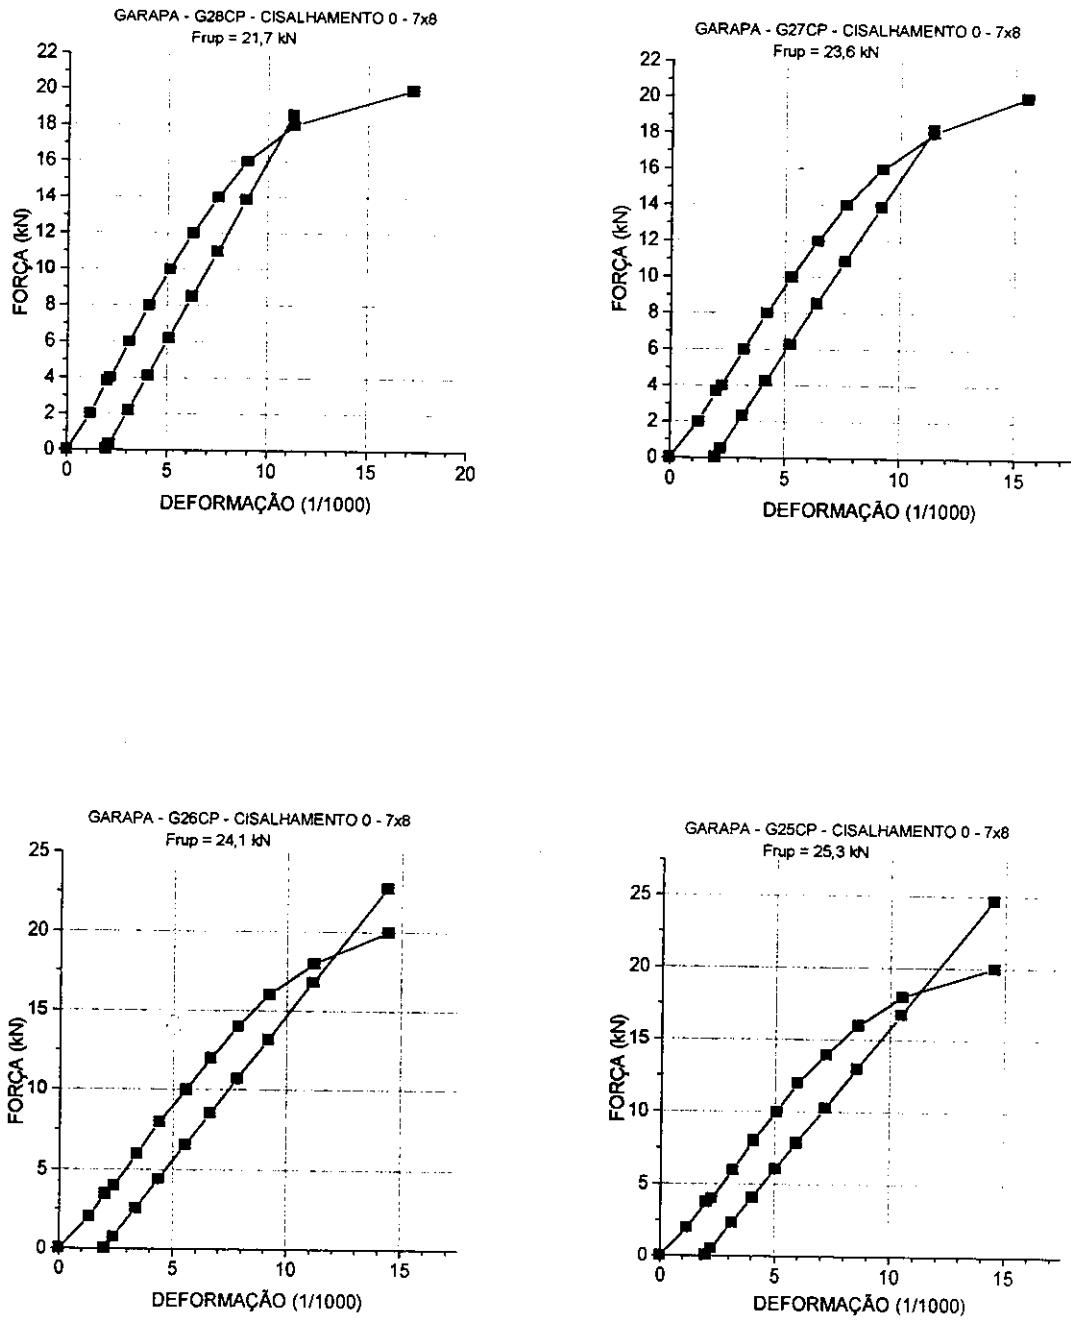 GARAPA - G28CP - CISALHAMENTO 0 - 7x8
Frup = 21,7 kN
22
20
18
16
14
12
10
8
6
4
2
0
FORÇA (kN)
0 5 10 15 20
DEFORMAÇÃO (1/1000)
GARAPA - G27CP - CISALHAMENTO 0 - 7x8
Frup = 23,6 kN
22
20
18
16
14
12
10
8
6
4
2
0
FORÇA (kN)
0 5 10 15
DEFORMAÇÃO (1/1000)
GARAPA - G26CP - CISALHAMENTO 0 - 7x8
Frup = 24,1 kN
25
20
15
10
5
0
FORÇA (kN)
0 5 10 15
DEFORMAÇÃO (1/1000)
GARAPA - G25CP - CISALHAMENTO 0 - 7x8
Frup = 25,3 kN
25
20
15
10
5
0
FORÇA (kN)
0 5 10 15
DEFORMAÇÃO (1/1000)